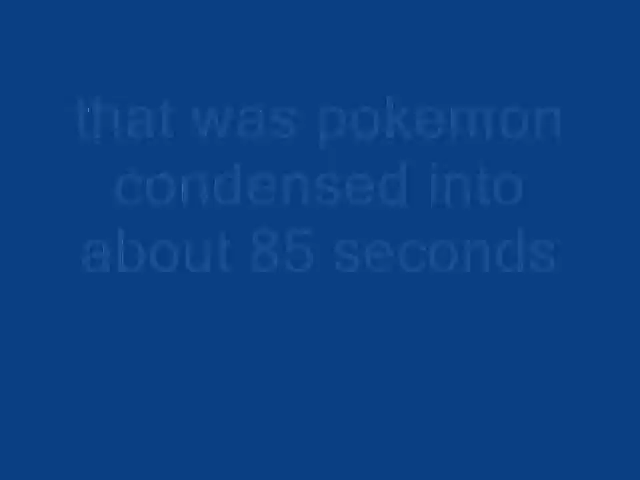 that was pokemon
condensed into
about 85 seconds